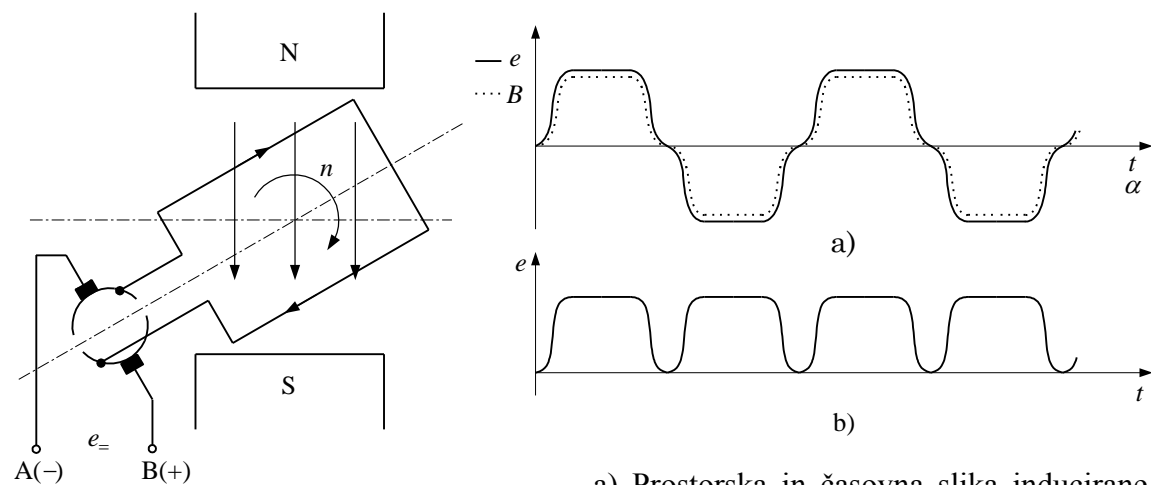 N
n
S
e=
A(−)
B(+)
e
B
t
α
a)
e
t
b)
a) Prostorska in časovna slika inducirane